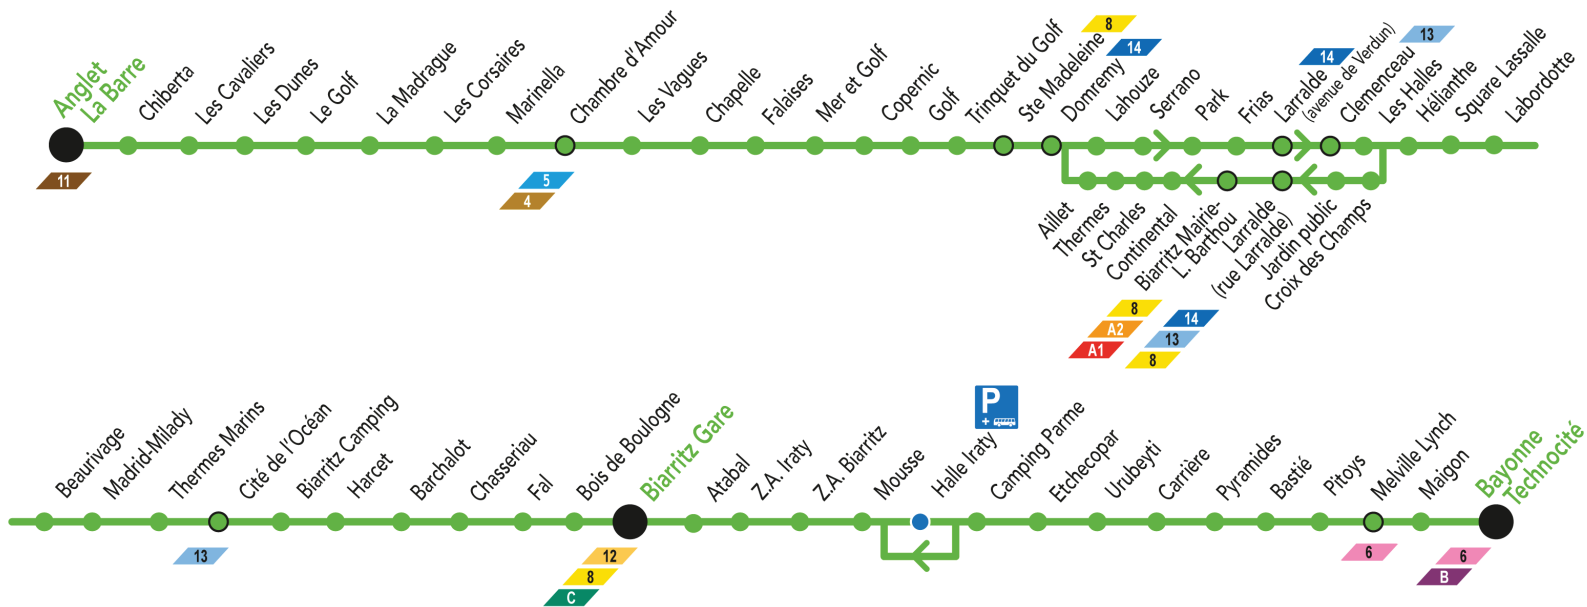 Anglet
La Barre
Chiberta
Les Cavaliers
Les Dunes
Le Golf
La Madrague
Les Corsaires
Marinella
Chambre d'Amour
Les Vagues
Chapelle
Falaises
Mer et Golf
Copernic
Golf
Trinquet du Golf
Ste Madeleine
8
Domremy
14
Lahouze
Serrano
Park
Frias
Larralde
(avenue de Verdun)
14
Clemenceau
13
Les Halles
Hélianthe
Square Lassalle
Labordotte
11
5
4
Aillet
Thermes
St Charles
Continental
Biarritz Mairie-
L. Barthou
Larralde
(rue Larralde)
Jardin public
Croix des Champs
8
A2
A1
14
13
8
Beaurivage
Madrid-Milady
Thermes Marins
Cité de l'Océan
Biarritz Camping
Harcet
Barchalot
Chasseriau
Fal
Bois de Boulogne
Biarritz Gare
Atabal
Z.A. Iraty
Z.A. Biarritz
Mousse
Halle Iraty
P
+
Camping Parme
Etchecopar
Urubeyti
Carrière
Pyramides
Bastié
Pitoys
Melville Lynch
Maignon
Bayonne
Technocité
13
12
8
C
6
6
B